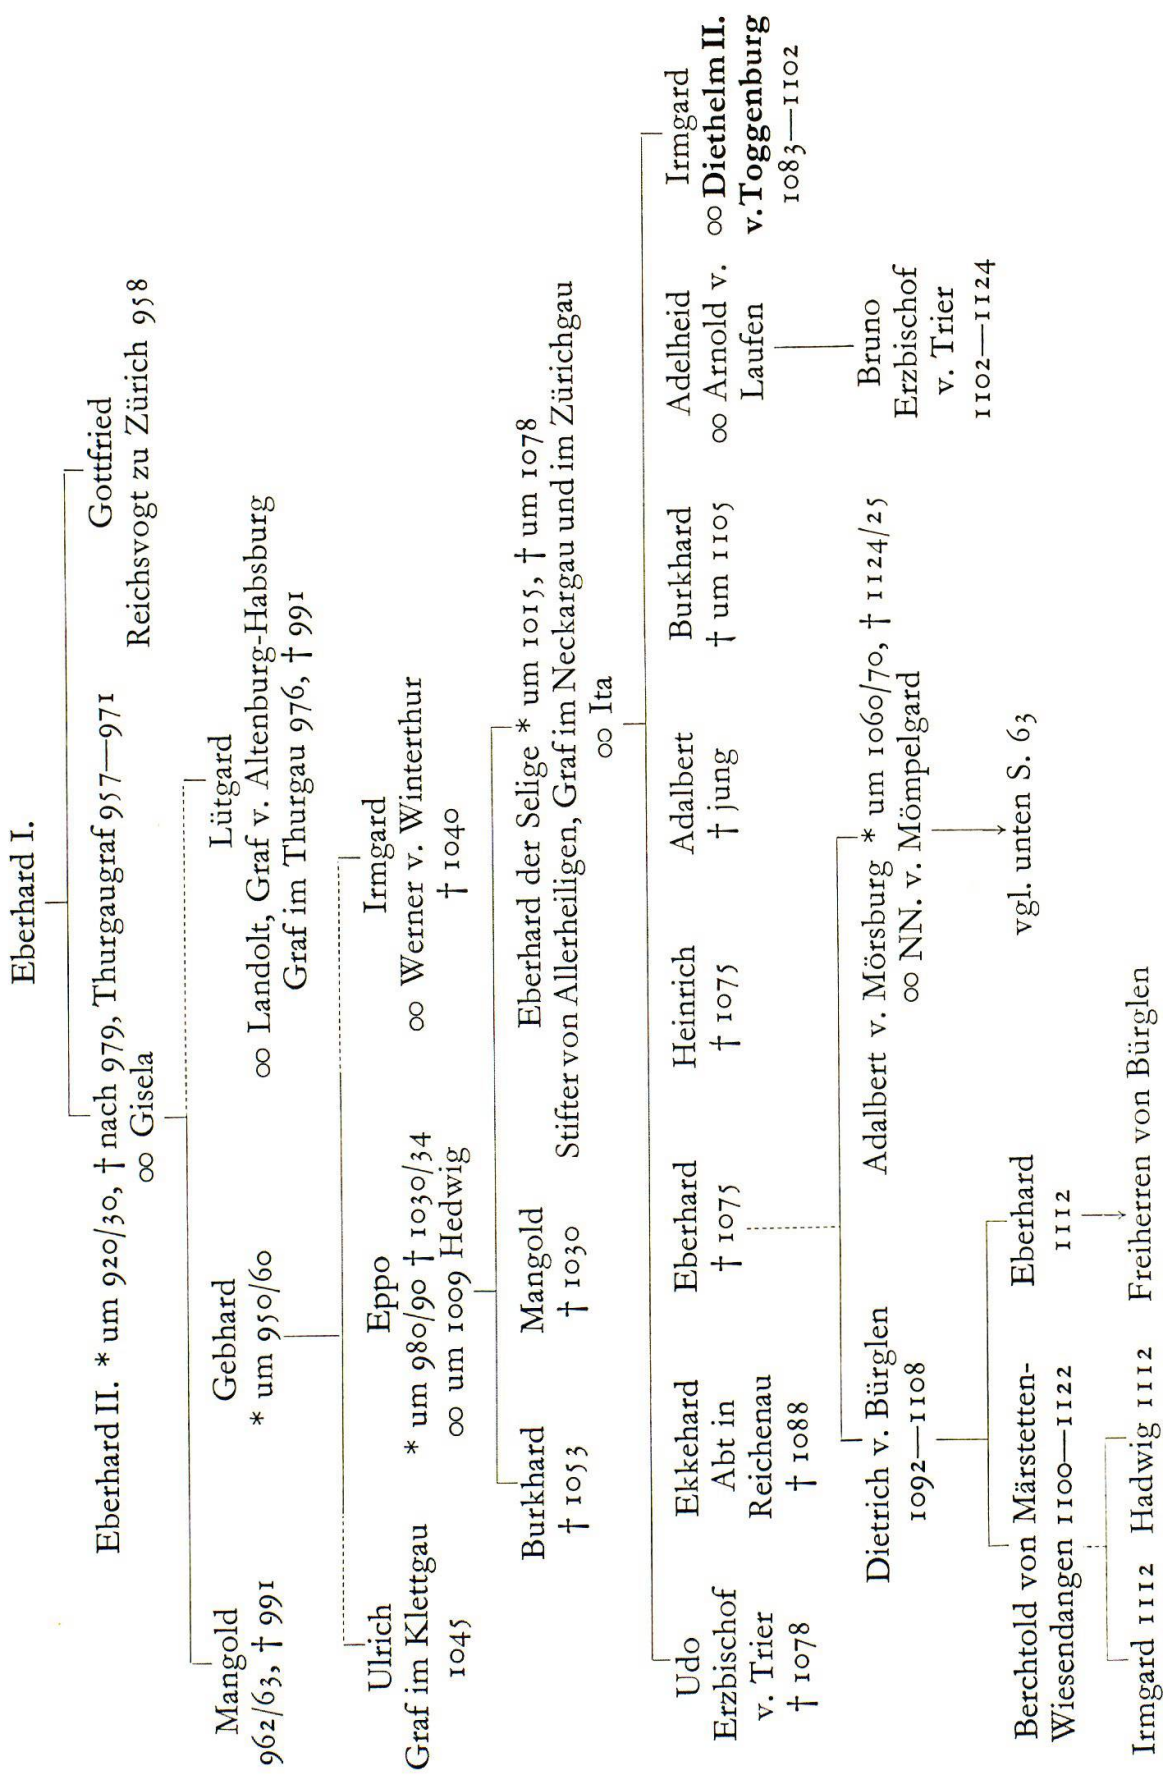 Eberhard I.
Eberhard II. * um 920/30, † nach 979, Thurgaugraf 957—971
∞ Gisela
Gottfried
Reichsvogt zu Zürich 958
Mangold
962/63, † 991
Gebhard
* um 950/60
Lütgard
∞ Landolt, Graf v. Altenburg-Habsburg
Graf im Thurgau 976, † 991
Ulrich
Graf im Klettgau
1045
Eppo
* um 980/90 † 1030/34
∞ um 1009 Hedwig
Irmgard
∞ Werner v. Winterthur
† 1040
Burkhard
† 1053
Mangold
† 1030
Eberhard der Selige * um 1015, † um 1078
Stifter von Allerheiligen, Graf im Neckargau und im Zürichgau
∞ Ita
Udo
Erzbischof
v. Trier
† 1078
Ekkehard
Abt in
Reichenau
† 1088
Eberhard
† 1075
Heinrich
† 1075
Adalbert
† jung
Burkhard
† um 1105
Adelheid
∞ Arnold v.
Laufen
Irmgard
∞ Diethelm II.
v. Toggenburg
1083—1102
Dietrich v. Bürglen
1092—1108
Adalbert v. Mörsburg * um 1060/70, † 1124/25
∞ NN. v. Mömpelgard
Bruno
Erzbischof
v. Trier
1102—1124
Berchtold von Märstetten-
Wiesendangen 1100—1122
Eberhard
1112
vgl. unten S. 63
Irmgard 1112
Hadwig 1112
Freiherren von Bürglen